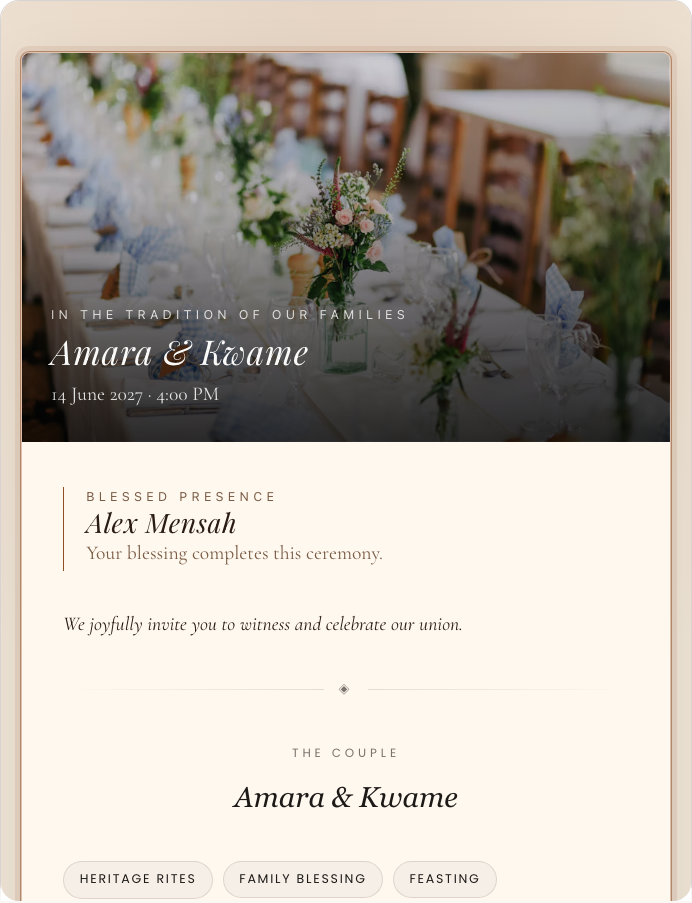 IN THE TRADITION OF OUR FAMILIES
Amara & Kwame
14 June 2027 · 4:00 PM
BLESSED PRESENCE
Alex Mensah
Your blessing completes this ceremony.
We joyfully invite you to witness and celebrate our union.
THE COUPLE
Amara & Kwame
HERITAGE RITES FAMILY BLESSING FEASTING